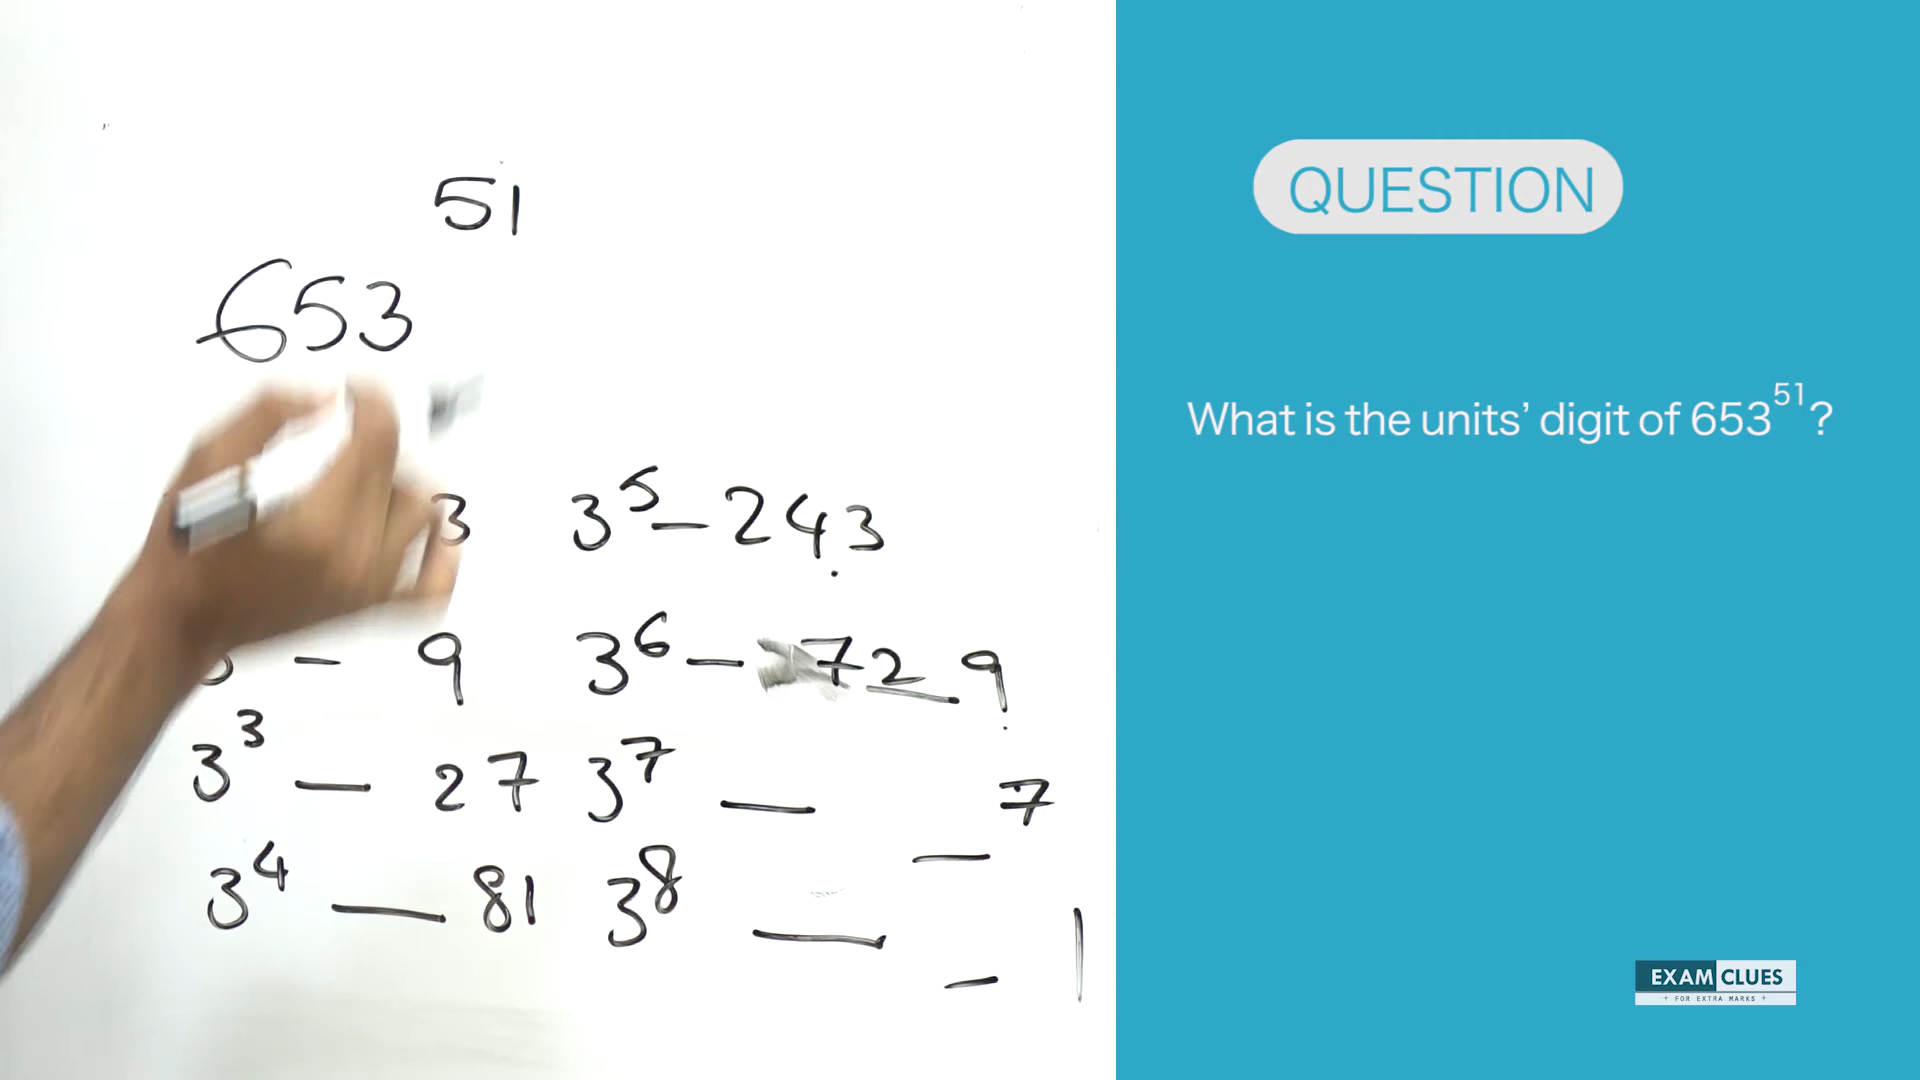 51
653
3 3⁵ – 243
– 9 3⁶ – 729
3³ – 27 3⁷ – 7
3⁴ – 81 3⁸ – 1
QUESTION
What is the units’ digit of 653⁵¹?
EXAM CLUES
+ FOR EXTRA MARKS +